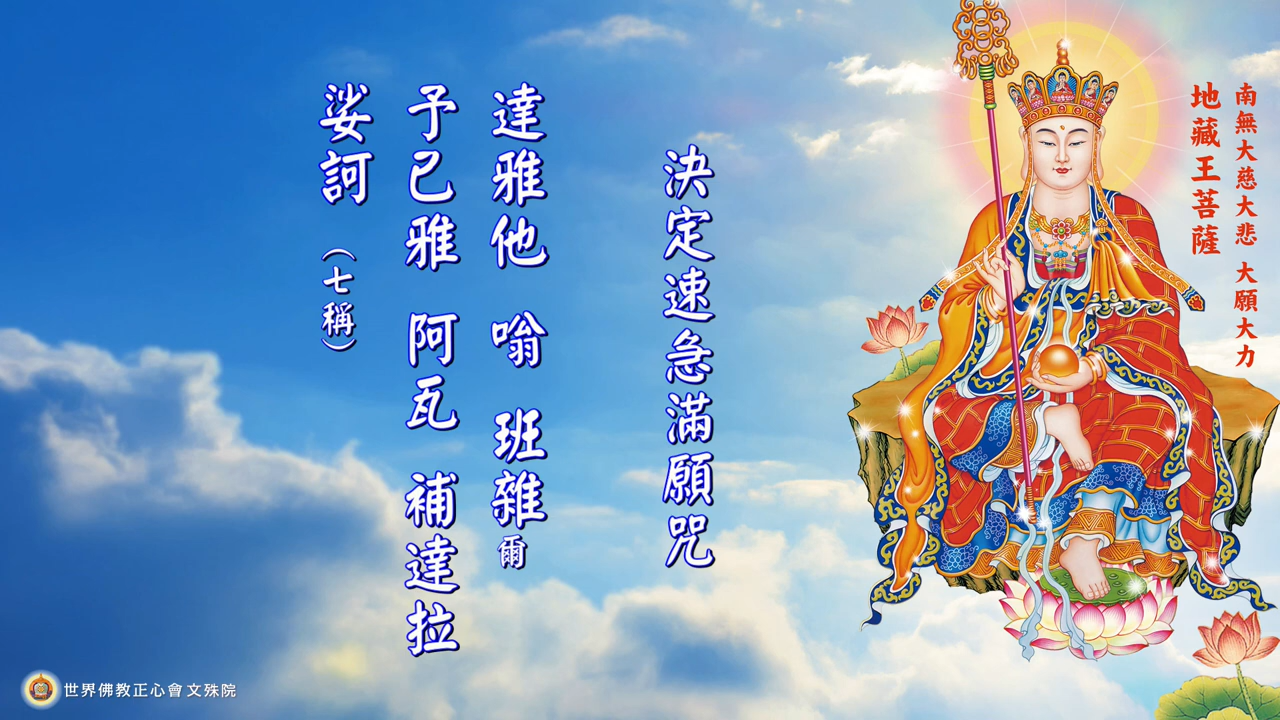 南無大慈大悲 大願大力
地藏王菩薩
決定速急滿願咒
達雅他 嗡 班雜爾
予已雅 阿瓦 補達拉
娑訶 （七稱）
世界佛教正心會文殊院